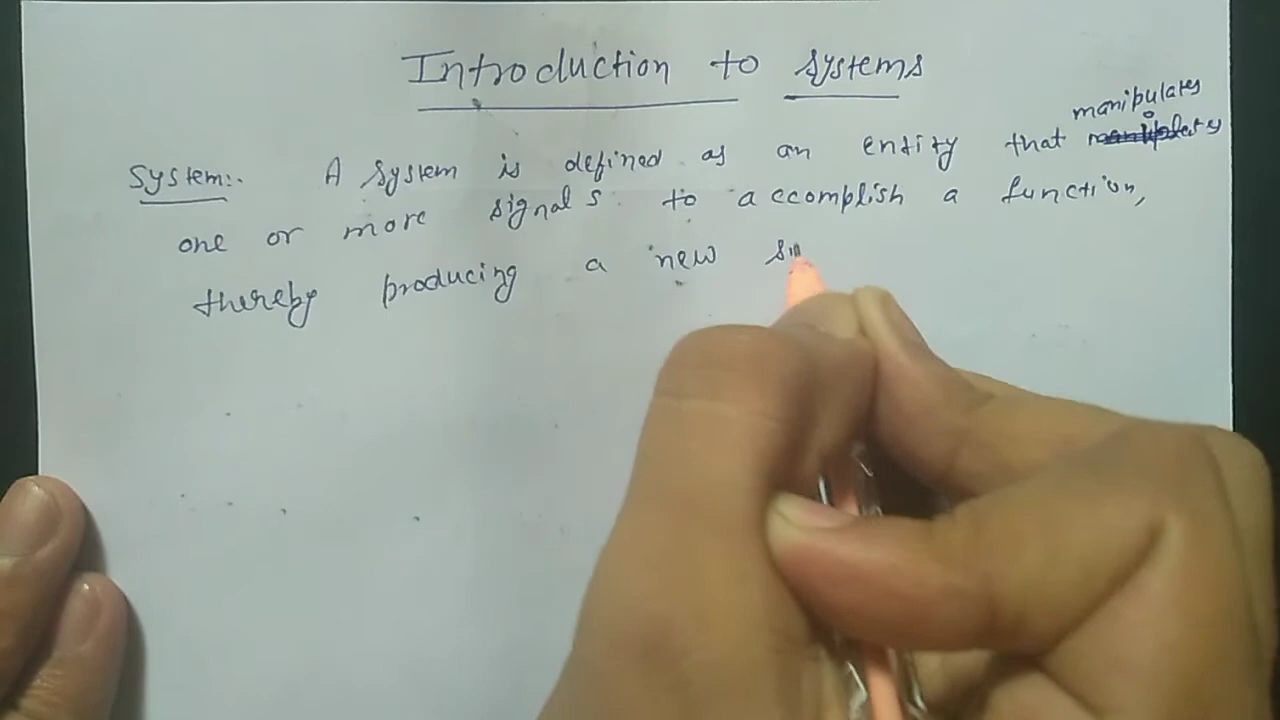 Introduction to systems
System:- A system is defined as an entity that manipulates
one or more signals to accomplish a function,
thereby producing a new